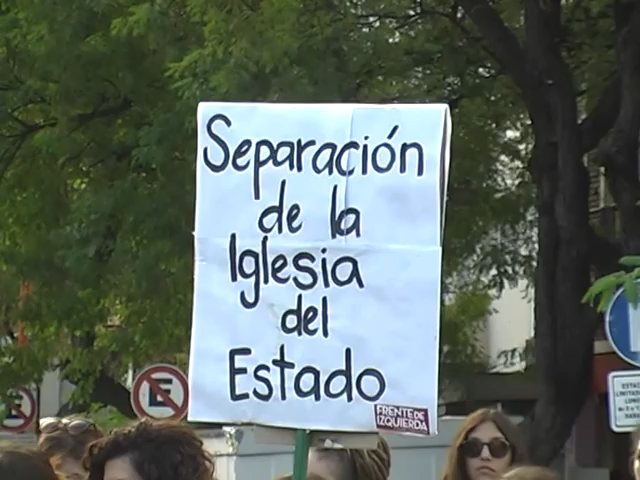 Separación
de la
Iglesia
del
Estado
FRENTE DE
IZQUIERDA
E
E